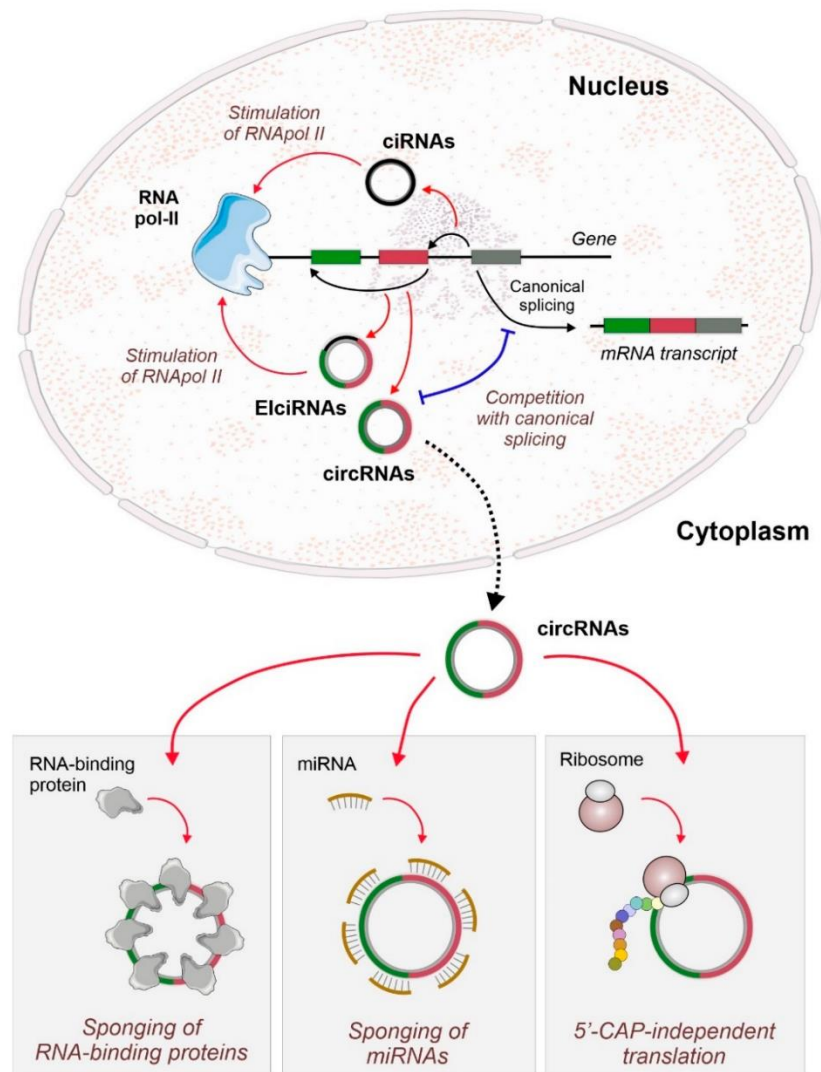 Nucleus
Stimulation
of RNApol II
ciRNAs
RNA
pol-II
Gene
Canonical
splicing
mRNA transcript
Stimulation
of RNApol II
EIciRNAs
Competition
with canonical
splicing
circRNAs
Cytoplasm
circRNAs
RNA-binding
protein
Sponging of
RNA-binding proteins
miRNA
Sponging of
miRNAs
Ribosome
5'-CAP-independent
translation